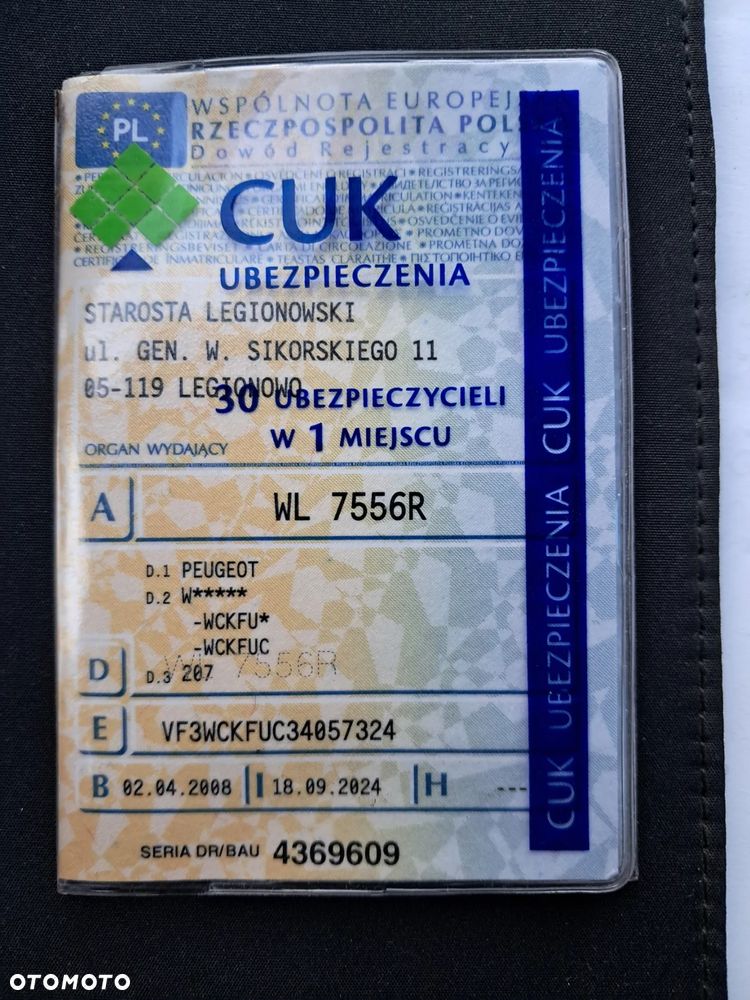 PL
WSPÓLNOTA EUROPEJ
RZECZPOSPOLITA POL
Dowód Rejestracy
CUK
UBEZPIECZENIA
STAROSTA LEGIONOWSKI
ul. GEN. W. SIKORSKIEGO 11
05-119 LEGIONOWO
30 UBEZPIECZYCIELI
W 1 MIEJSCU
ORGAN WYDAJĄCY
A WL 7556R
D.1 PEUGEOT
D.2 W*****
-WCKFU*
-WCKFUC
D D.3 207
WL 7556R
E VF3WCKFUC34057324
B 02.04.2008 I 18.09.2024 H ---
SERIA DR/BAU 4369609
CUK UBEZPIECZENIA CUK UBEZPIECZENIA
OTOMOTO